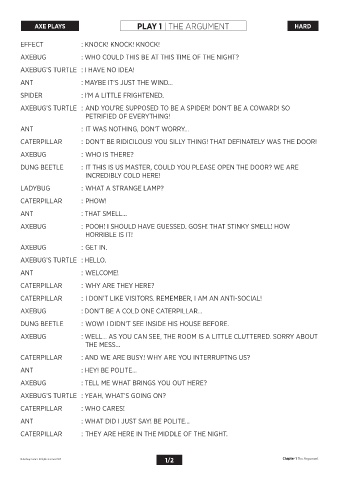 AXE PLAYS
PLAY 1 | THE ARGUMENT
HARD
EFFECT : KNOCK! KNOCK! KNOCK!
AXEBUG : WHO COULD THIS BE AT THIS TIME OF THE NIGHT?
AXEBUG'S TURTLE : I HAVE NO IDEA!
ANT : MAYBE IT'S JUST THE WIND...
SPIDER : I'M A LITTLE FRIGHTENED.
AXEBUG'S TURTLE : AND YOU'RE SUPPOSED TO BE A SPIDER! DON'T BE A COWARD! SO
PETRIFIED OF EVERYTHING!
ANT : IT WAS NOTHING, DON'T WORRY...
CATERPILLAR : DON'T BE RIDICILOUS! YOU SILLY THING! THAT DEFINATELY WAS THE DOOR!
AXEBUG : WHO IS THERE?
DUNG BEETLE : IT THIS IS US MASTER, COULD YOU PLEASE OPEN THE DOOR? WE ARE
INCREDIBLY COLD HERE!
LADYBUG : WHAT A STRANGE LAMP?
CATERPILLAR : PHOW!
ANT : THAT SMELL...
AXEBUG : POOH! I SHOULD HAVE GUESSED. GOSH! THAT STINKY SMELL! HOW
HORRIBLE IS IT!
AXEBUG : GET IN.
AXEBUG'S TURTLE : HELLO.
ANT : WELCOME!
CATERPILLAR : WHY ARE THEY HERE?
CATERPILLAR : I DON'T LIKE VISITORS. REMEMBER, I AM AN ANTI-SOCIAL!
AXEBUG : DON'T BE A COLD ONE CATERPILLAR...
DUNG BEETLE : WOW! I DIDN'T SEE INSIDE HIS HOUSE BEFORE.
AXEBUG : WELL... AS YOU CAN SEE, THE ROOM IS A LITTLE CLUTTERED. SORRY ABOUT
THE MESS...
CATERPILLAR : AND WE ARE BUSY! WHY ARE YOU INTERRUPTNG US?
ANT : HEY! BE POLITE...
AXEBUG : TELL ME WHAT BRINGS YOU OUT HERE?
AXEBUG'S TURTLE : YEAH, WHAT'S GOING ON?
CATERPILLAR : WHO CARES!
ANT : WHAT DID I JUST SAY! BE POLITE...
CATERPILLAR : THEY ARE HERE IN THE MIDDLE OF THE NIGHT.
1/2
Chapter 1 The Argument